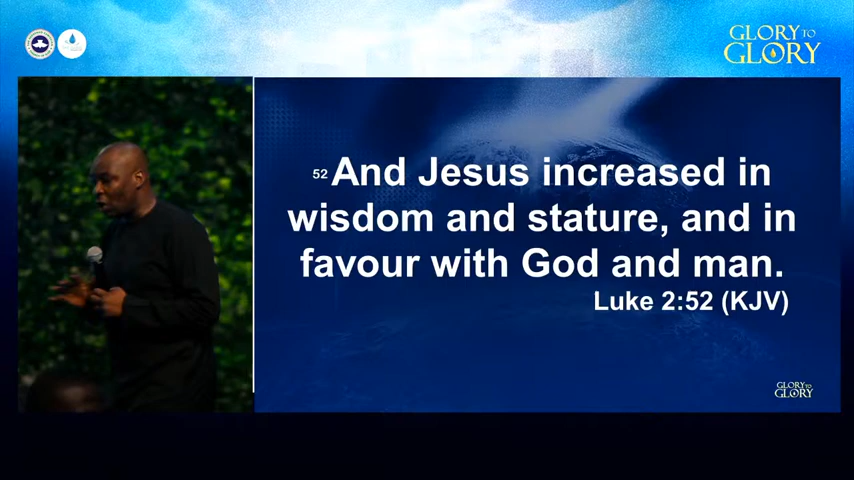 GLORY TO
GLORY
52 And Jesus increased in
wisdom and stature, and in
favour with God and man.
Luke 2:52 (KJV)
GLORY TO
GLORY